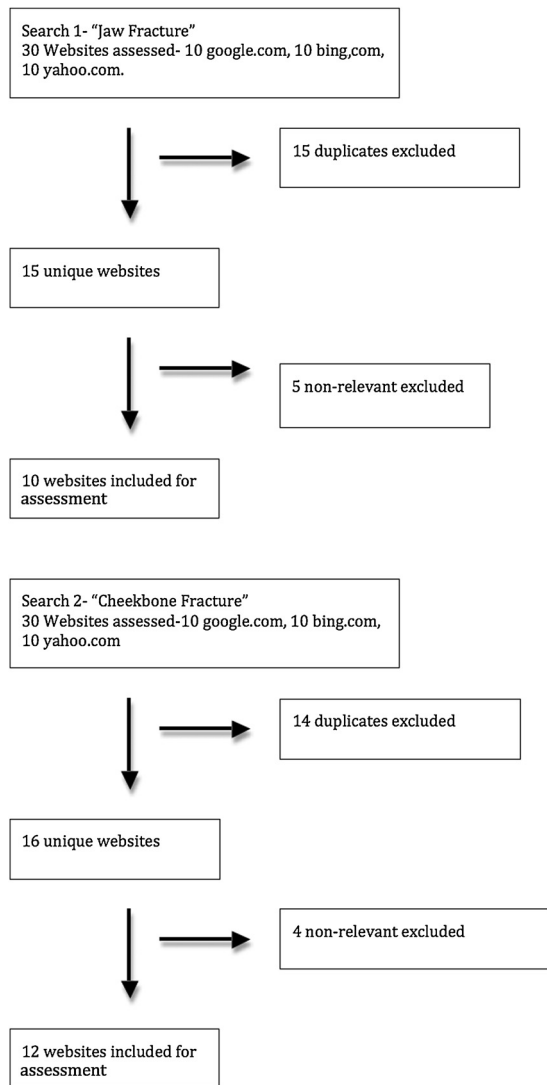 Search 1- “Jaw Fracture”
30 Websites assessed- 10 google.com, 10 bing,com,
10 yahoo.com.
15 duplicates excluded
15 unique websites
5 non-relevant excluded
10 websites included for
assessment
Search 2- “Cheekbone Fracture”
30 Websites assessed-10 google.com, 10 bing.com,
10 yahoo.com
14 duplicates excluded
16 unique websites
4 non-relevant excluded
12 websites included for
assessment